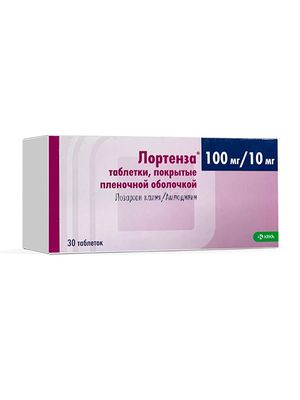 Лортенза®
100 мг/10 мг
таблетки, покрытые
пленочной оболочкой
Лозартан калия/Амлодипин
30 таблеток
KRKA